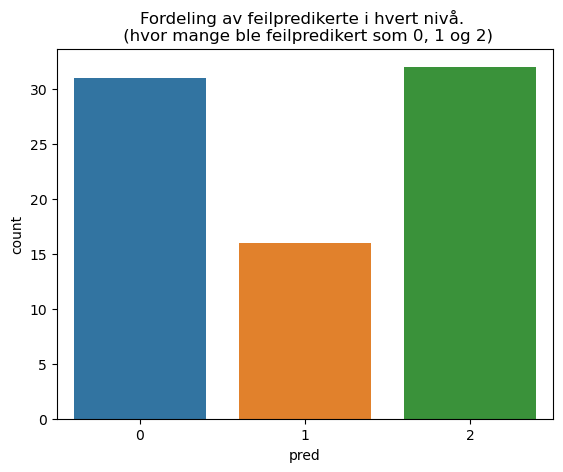 Fordeling av feilpredikerte i hvert nivå.
(hvor mange ble feilpredikert som 0, 1 og 2)
30
25
20
15
10
5
0
count
0 1 2
pred